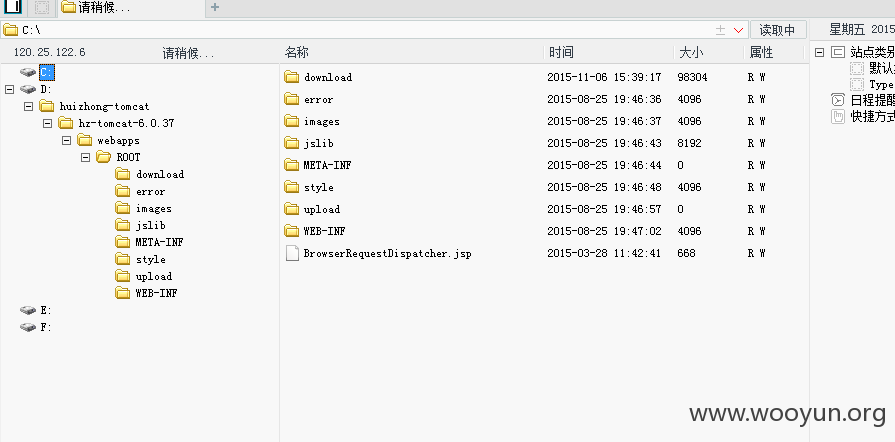 请稍候...
C:\
读取中
星期五 2015
120.25.122.6 请稍候...
名称 时间 大小 属性
C:
D:
huizhong-tomcat
hz-tomcat-6.0.37
webapps
ROOT
download
error
images
jslib
META-INF
style
upload
WEB-INF
E:
F:
download 2015-11-06 15:39:17 98304 R W
error 2015-08-25 19:46:36 4096 R W
images 2015-08-25 19:46:37 4096 R W
jslib 2015-08-25 19:46:43 8192 R W
META-INF 2015-08-25 19:46:44 0 R W
style 2015-08-25 19:46:48 4096 R W
upload 2015-08-25 19:46:57 0 R W
WEB-INF 2015-08-25 19:47:02 4096 R W
BrowserRequestDispatcher.jsp 2015-03-28 11:42:41 668 R W
站点类别
默认
Type
日程提醒
快捷方式
www.wooyun.org